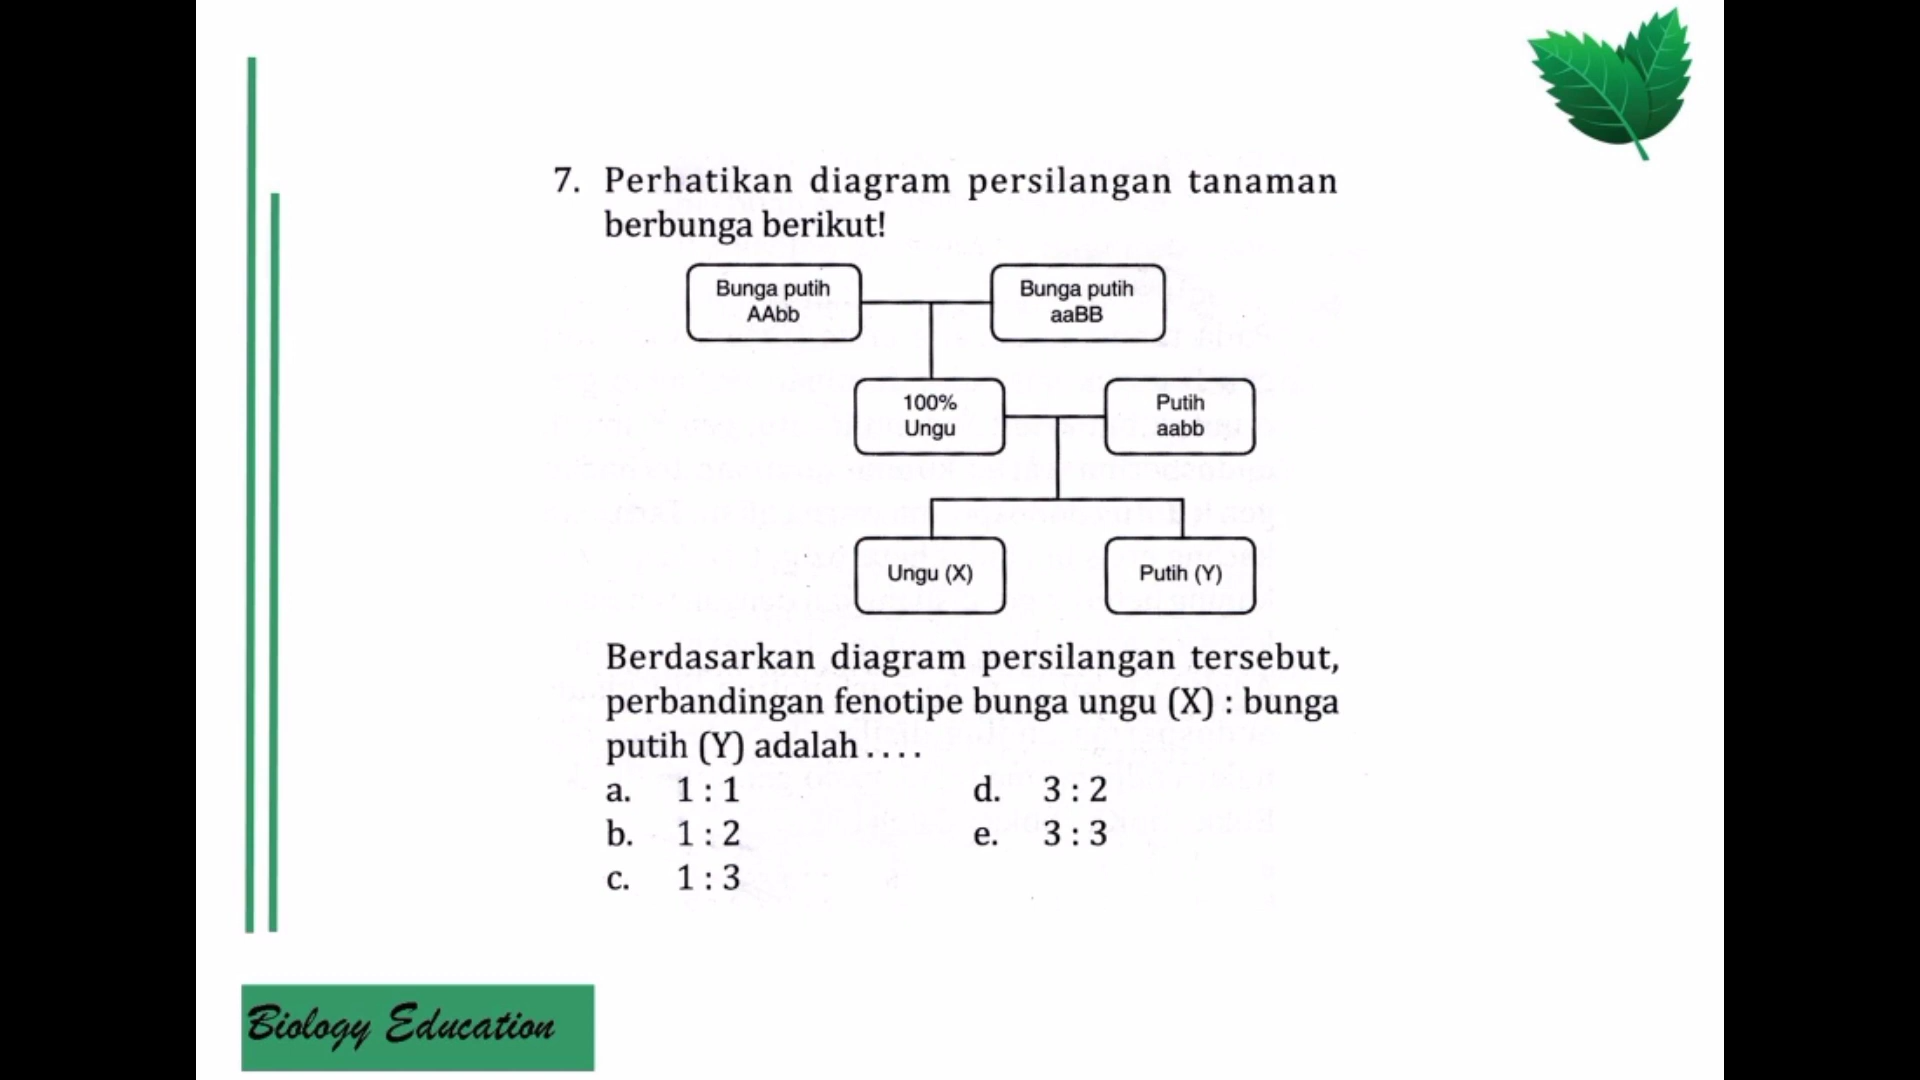 7. Perhatikan diagram persilangan tanaman
berbunga berikut!
Bunga putih
AAbb
Bunga putih
aaBB
100%
Ungu
Putih
aabb
Ungu (X)
Putih (Y)
Berdasarkan diagram persilangan tersebut,
perbandingan fenotipe bunga ungu (X) : bunga
putih (Y) adalah . . . .
a. 1 : 1
b. 1 : 2
c. 1 : 3
d. 3 : 2
e. 3 : 3
Biology Education